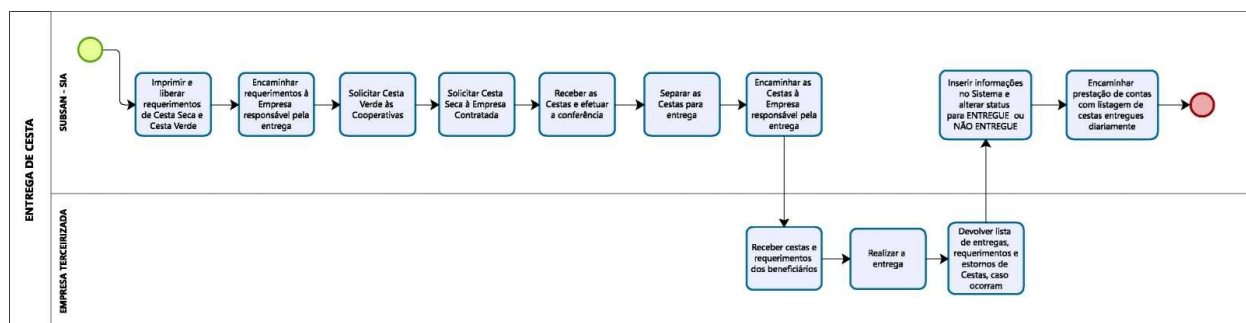 ENTREGA DE CESTA
SUBSAN - SIA
Imprimir e
liberar
requerimentos
de Cesta Seca e
Cesta Verde
Encaminhar
requerimentos à
Empresa
responsável pela
entrega
Solicitar Cesta
Verde às
Cooperativas
Solicitar Cesta
Seca à Empresa
Contratada
Receber as
Cestas e efetuar
a conferência
Separar as
Cestas para
entrega
Encaminhar as
Cestas à
Empresa
responsável pela
entrega
Inserir informações
no Sistema e
alterar status
para ENTREGUE ou
NÃO ENTREGUE
Encaminhar
prestação de contas
com listagem de
cestas entregues
diariamente
EMPRESA TERCEIRIZADA
Receber cestas e
requerimentos
dos beneficiários
Realizar a
entrega
Devolver lista
de entregas,
requerimentos e
estornos de
Cestas, caso
ocorram